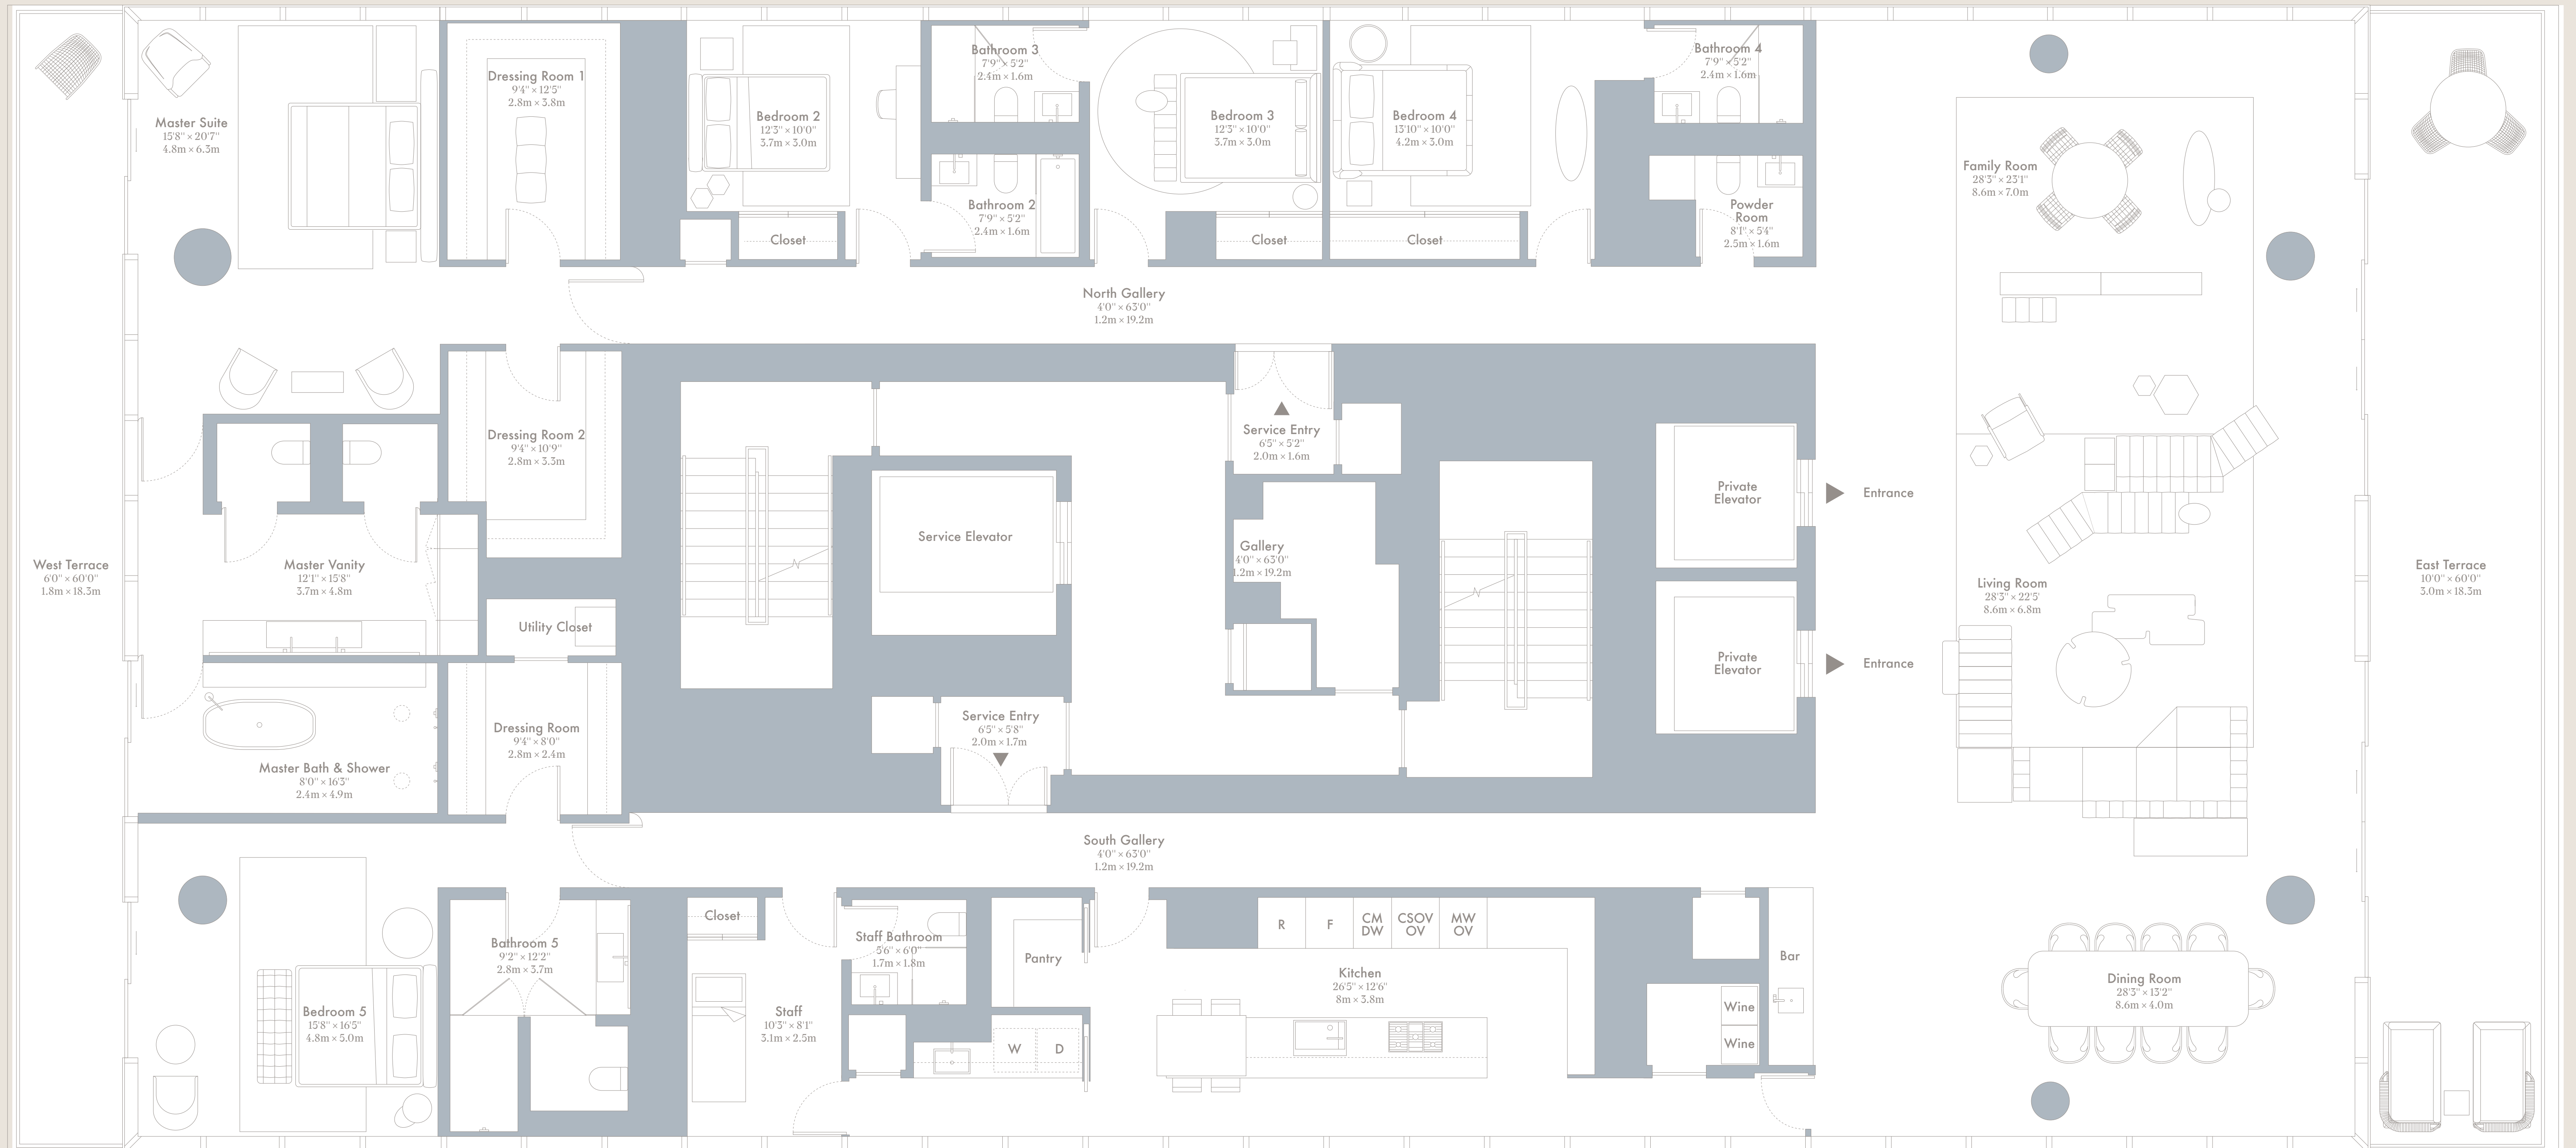 Master Suite
15'8" × 20'7"
4.8m × 6.3m
Dressing Room 1
9'4" × 12'5"
2.8m × 3.8m
Bedroom 2
12'3" × 10'0"
3.7m × 3.0m
Closet
Bathroom 3
7'9" × 5'2"
2.4m × 1.6m
Bathroom 2
7'9" × 5'2"
2.4m × 1.6m
Bedroom 3
12'3" × 10'0"
3.7m × 3.0m
Closet
Bedroom 4
13'10" × 10'0"
4.2m × 3.0m
Closet
Bathroom 4
7'9" × 5'2"
2.4m × 1.6m
Powder
Room
8'1" × 5'4"
2.5m × 1.6m
Family Room
28'3" × 23'1"
8.6m × 7.0m
North Gallery
4'0" × 63'0"
1.2m × 19.2m
Dressing Room 2
9'4" × 10'9"
2.8m × 3.3m
Service Entry
6'5" × 5'2"
2.0m × 1.6m
Service Elevator
Gallery
4'0" × 63'0"
1.2m × 19.2m
Private
Elevator
Entrance
West Terrace
6'0" × 60'0"
1.8m × 18.3m
Master Vanity
12'1" × 15'8"
3.7m × 4.8m
Utility Closet
Living Room
28'3" × 22'5'
8.6m × 6.8m
East Terrace
10'0" × 60'0"
3.0m × 18.3m
Private
Elevator
Entrance
Dressing Room
9'4" × 8'0"
2.8m × 2.4m
Service Entry
6'5" × 5'8"
2.0m × 1.7m
Master Bath & Shower
8'0" × 16'3"
2.4m × 4.9m
South Gallery
4'0" × 63'0"
1.2m × 19.2m
Bedroom 5
15'8" × 16'5"
4.8m × 5.0m
Bathroom 5
9'2" × 12'2"
2.8m × 3.7m
Closet
Staff
10'3" × 8'1"
3.1m × 2.5m
Staff Bathroom
5'6" × 6'0"
1.7m × 1.8m
Pantry
W D
R F CM CSOV MW
DW OV OV
Kitchen
26'5" × 12'6"
8m × 3.8m
Bar
Wine
Wine
Dining Room
28'3" × 13'2"
8.6m × 4.0m